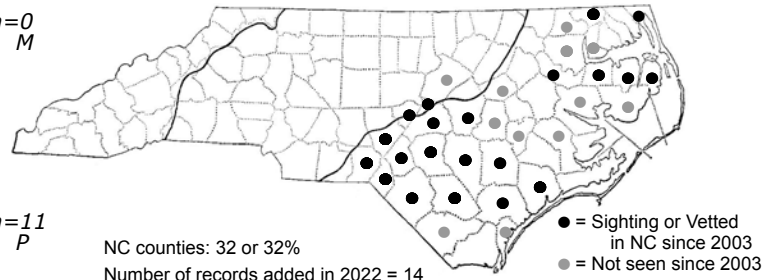 n=0
M
n=11
P
NC counties: 32 or 32%
Number of records added in 2022 = 14
= Sighting or Vetted
in NC since 2003
= Not seen since 2003